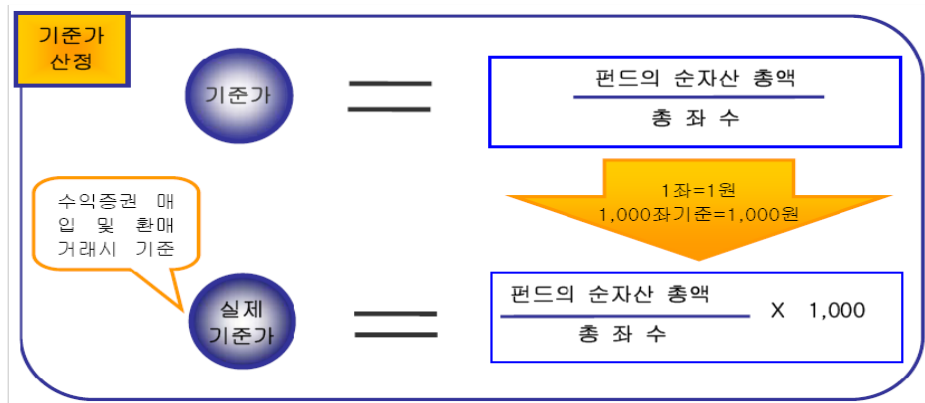 기준가
산정
기준가
펀드의 순자산 총액
총 좌 수
1좌=1원
1,000좌기준=1,000원
수익증권 매
입 및 환매
거래시 기준
실제
기준가
펀드의 순자산 총액
총 좌 수
X 1,000